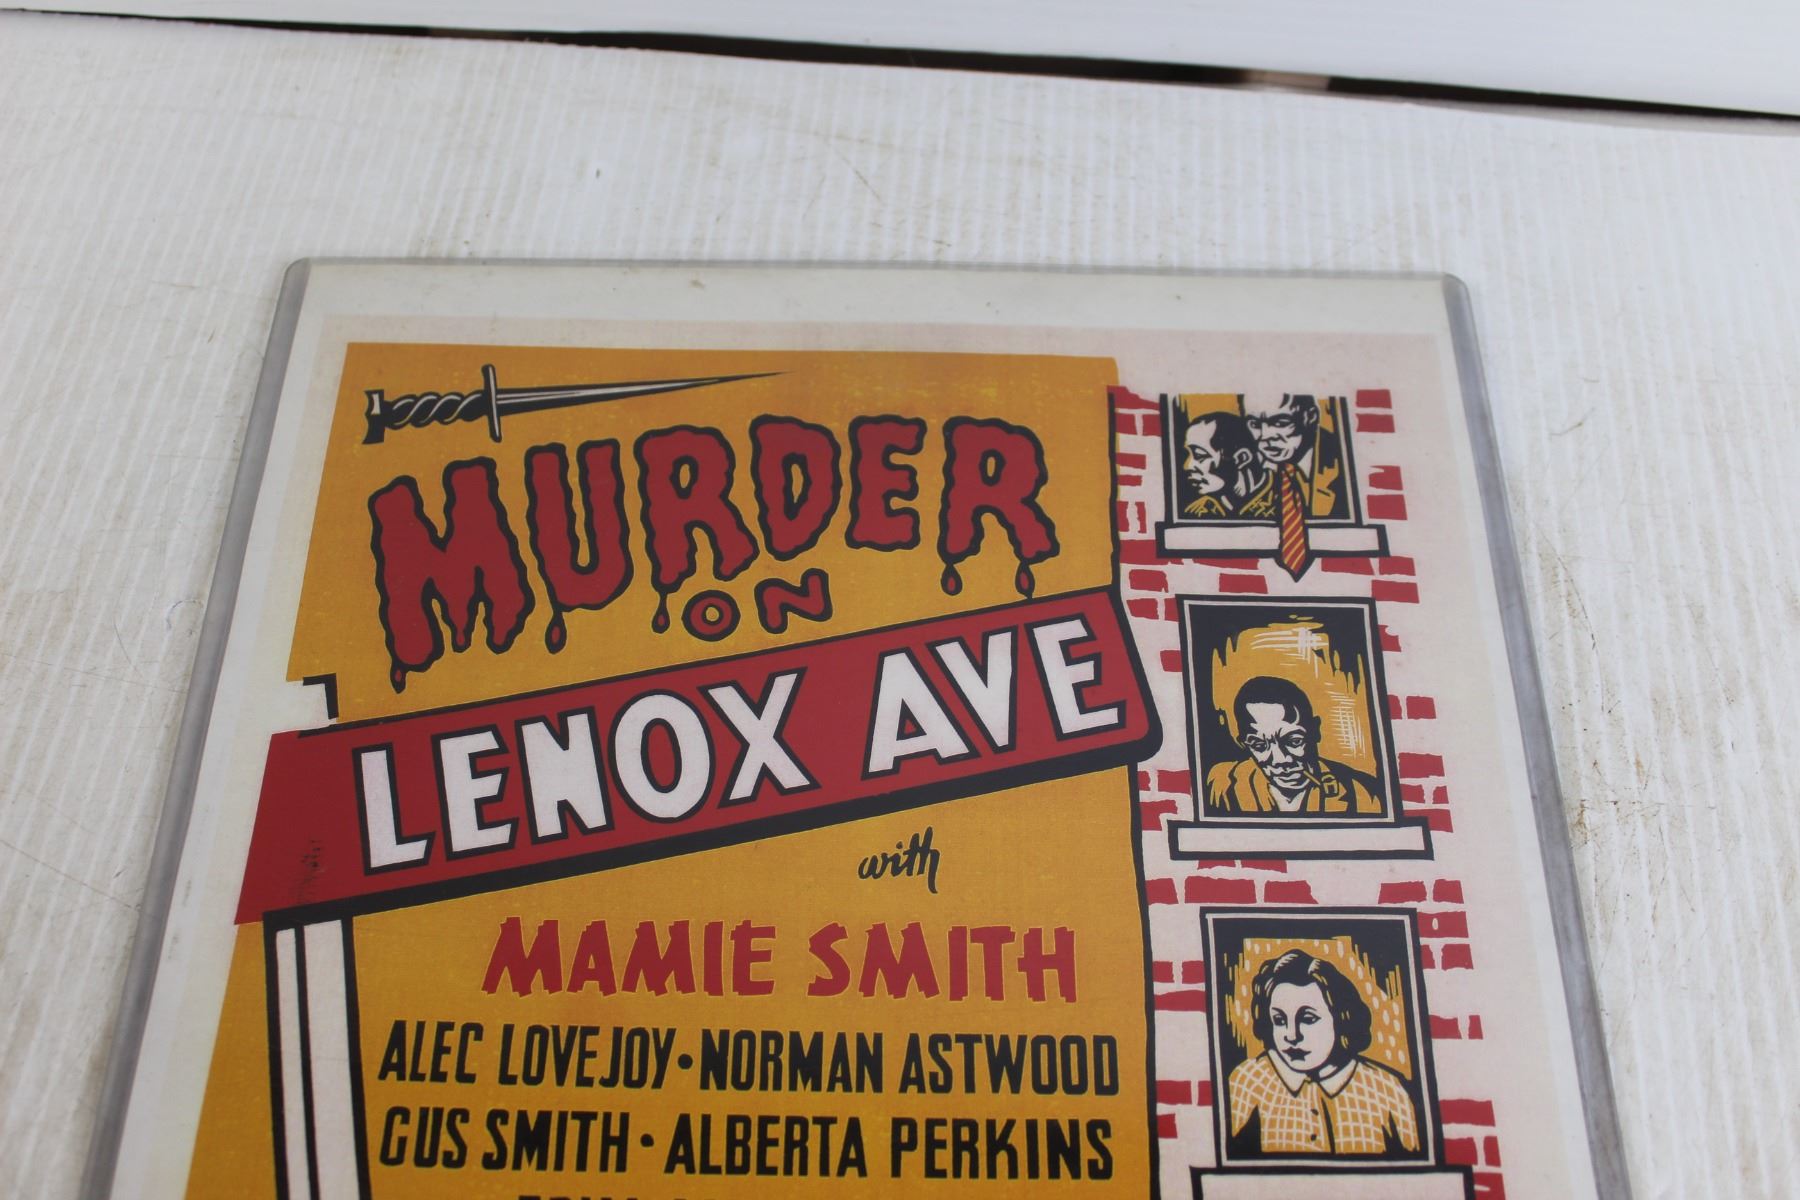 MURDER
ON
LENOX AVE
with
MAMIE SMITH
ALEC LOVEJOY • NORMAN ASTWOOD
GUS SMITH • ALBERTA PERKINS